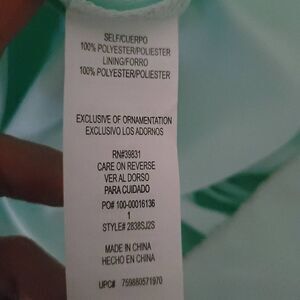 SELF/CUERPO
100% POLYESTER/POLIESTER
LINING/FORRO
100% POLYESTER/POLIESTER
EXCLUSIVE OF ORNAMENTATION
EXCLUSIVO LOS ADORNOS
RN#39831
CARE ON REVERSE
VER AL DORSO
PARA CUIDADO
PO# 100-00016136
1
STYLE# 2838SJ2S
MADE IN CHINA
HECHO EN CHINA
UPC# 759880571970